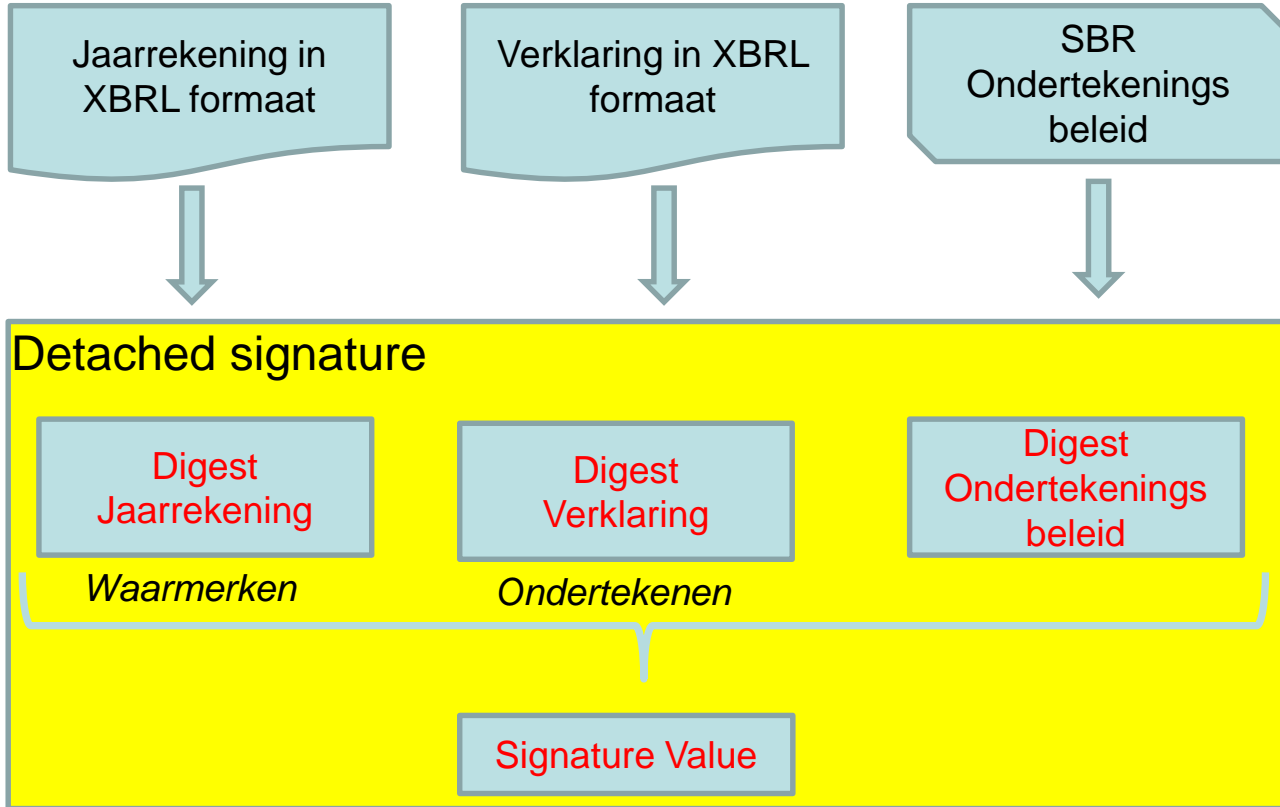 Jaarrekening in
XBRL formaat
Verklaring in XBRL
formaat
SBR
Ondertekenings
beleid
Detached signature
Digest
Jaarrekening
Digest
Verklaring
Digest
Ondertekenings
beleid
Waarmerken
Ondertekenen
Signature Value